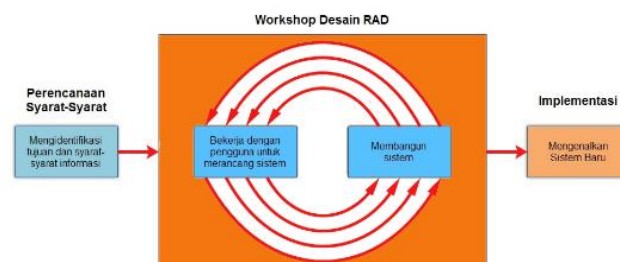 Workshop Desain RAD
Perencanaan
Syarat-Syarat
Mengidentifikasi
tujuan dan syarat-
syarat informasi
Bekerja dengan
pengguna untuk
merancang sistem
Membangun
sistem
Implementasi
Mengenalkan
Sistem Baru